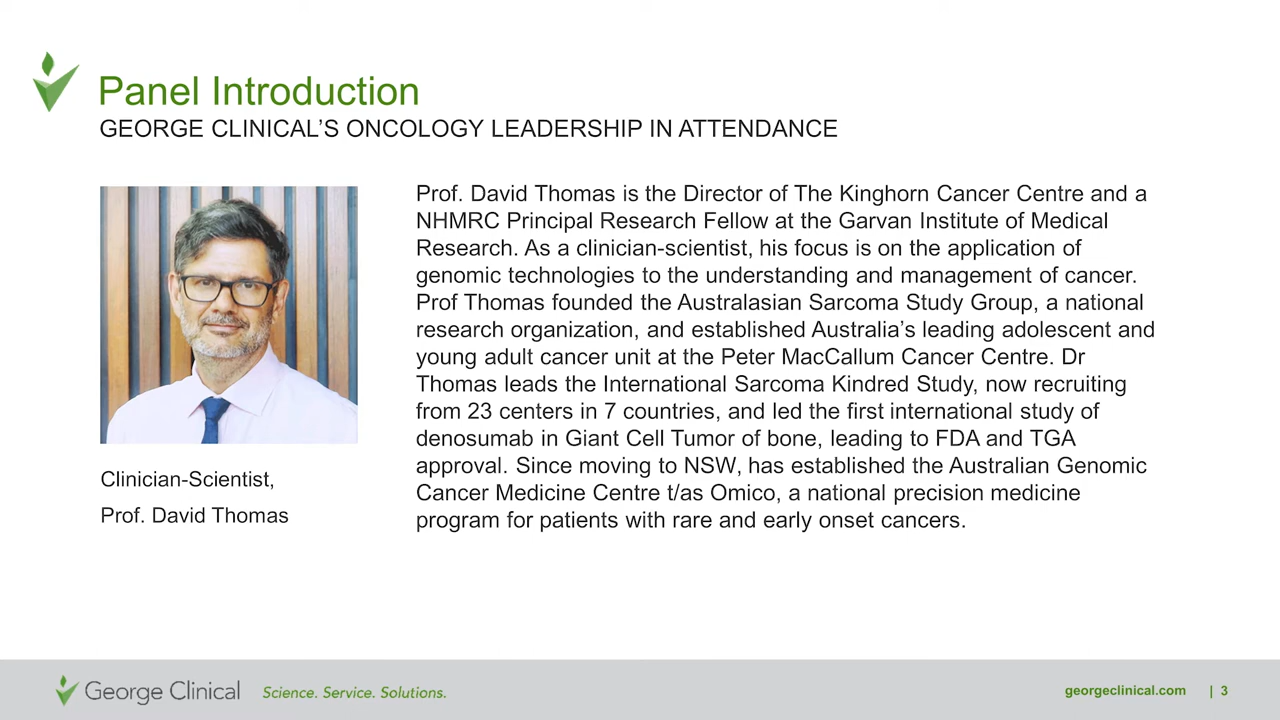 Panel Introduction
GEORGE CLINICAL'S ONCOLOGY LEADERSHIP IN ATTENDANCE
Prof. David Thomas is the Director of The Kinghorn Cancer Centre and a
NHMRC Principal Research Fellow at the Garvan Institute of Medical
Research. As a clinician-scientist, his focus is on the application of
genomic technologies to the understanding and management of cancer.
Prof Thomas founded the Australasian Sarcoma Study Group, a national
research organization, and established Australia's leading adolescent and
young adult cancer unit at the Peter MacCallum Cancer Centre. Dr
Thomas leads the International Sarcoma Kindred Study, now recruiting
from 23 centers in 7 countries, and led the first international study of
denosumab in Giant Cell Tumor of bone, leading to FDA and TGA
approval. Since moving to NSW, has established the Australian Genomic
Cancer Medicine Centre t/as Omico, a national precision medicine
program for patients with rare and early onset cancers.
Clinician-Scientist,
Prof. David Thomas
George Clinical Science. Service. Solutions.
georgeclinical.com | 3